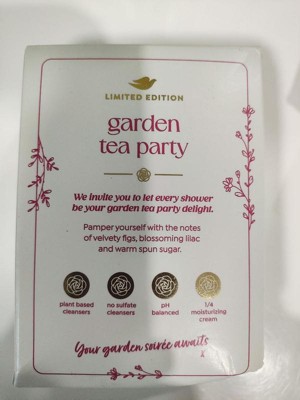 LIMITED EDITION
garden
tea party
We invite you to let every shower
be your garden tea party delight.
Pamper yourself with the notes
of velvety figs, blossoming lilac
and warm spun sugar.
plant based
cleansers
no sulfate
cleansers
pH
balanced
1/4
moisturizing
cream
Your garden soirée awaits